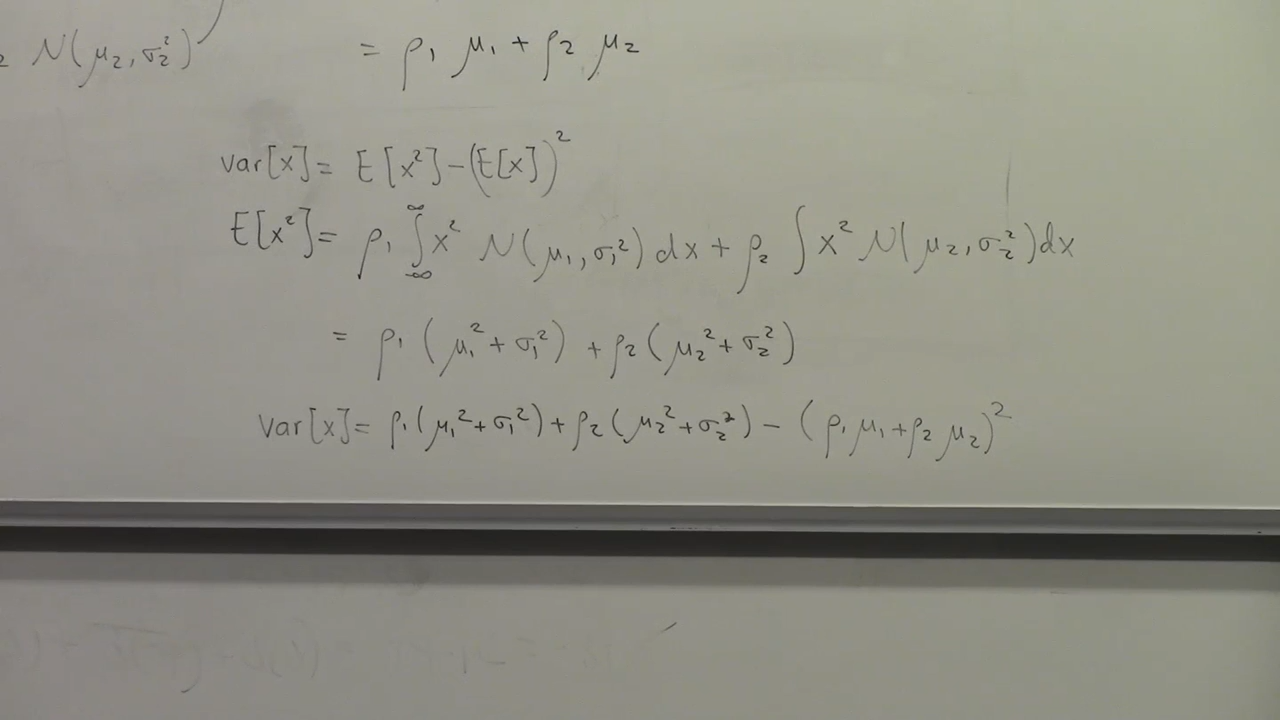 ₂ N(μ₂, σ₂²) = ρ₁ μ₁ + ρ₂ μ₂
var[x] = E[x²] - (E[x])²
E[x²] = ρ₁ ∫_{-∞}^{∞} x² N(μ₁, σ₁²) dx + ρ₂ ∫ x² N(μ₂, σ₂²) dx
= ρ₁ (μ₁² + σ₁²) + ρ₂ (μ₂² + σ₂²)
var[x] = ρ₁ (μ₁² + σ₁²) + ρ₂ (μ₂² + σ₂²) - (ρ₁ μ₁ + ρ₂ μ₂)²